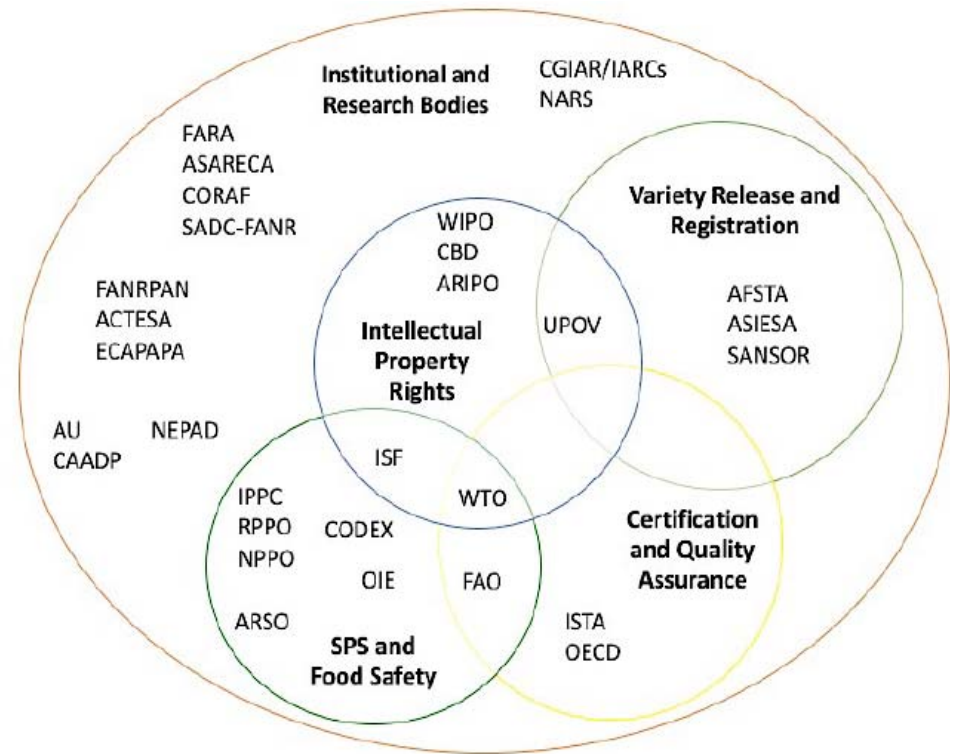 Institutional and
Research Bodies
CGIAR/IARCs
NARS
FARA
ASARECA
CORAF
SADC-FANR
Variety Release and
Registration
WIPO
CBD
ARIPO
FANRPAN
ACTESA
ECAPAPA
AFSTA
ASIESA
SANSOR
UPOV
Intellectual
Property
Rights
AU
NEPAD
CAADP
ISF
WTO
IPPC
RPPO
NPPO
CODEX
OIE
FAO
ARSO
Certification
and Quality
Assurance
ISTA
OECD
SPS and
Food Safety